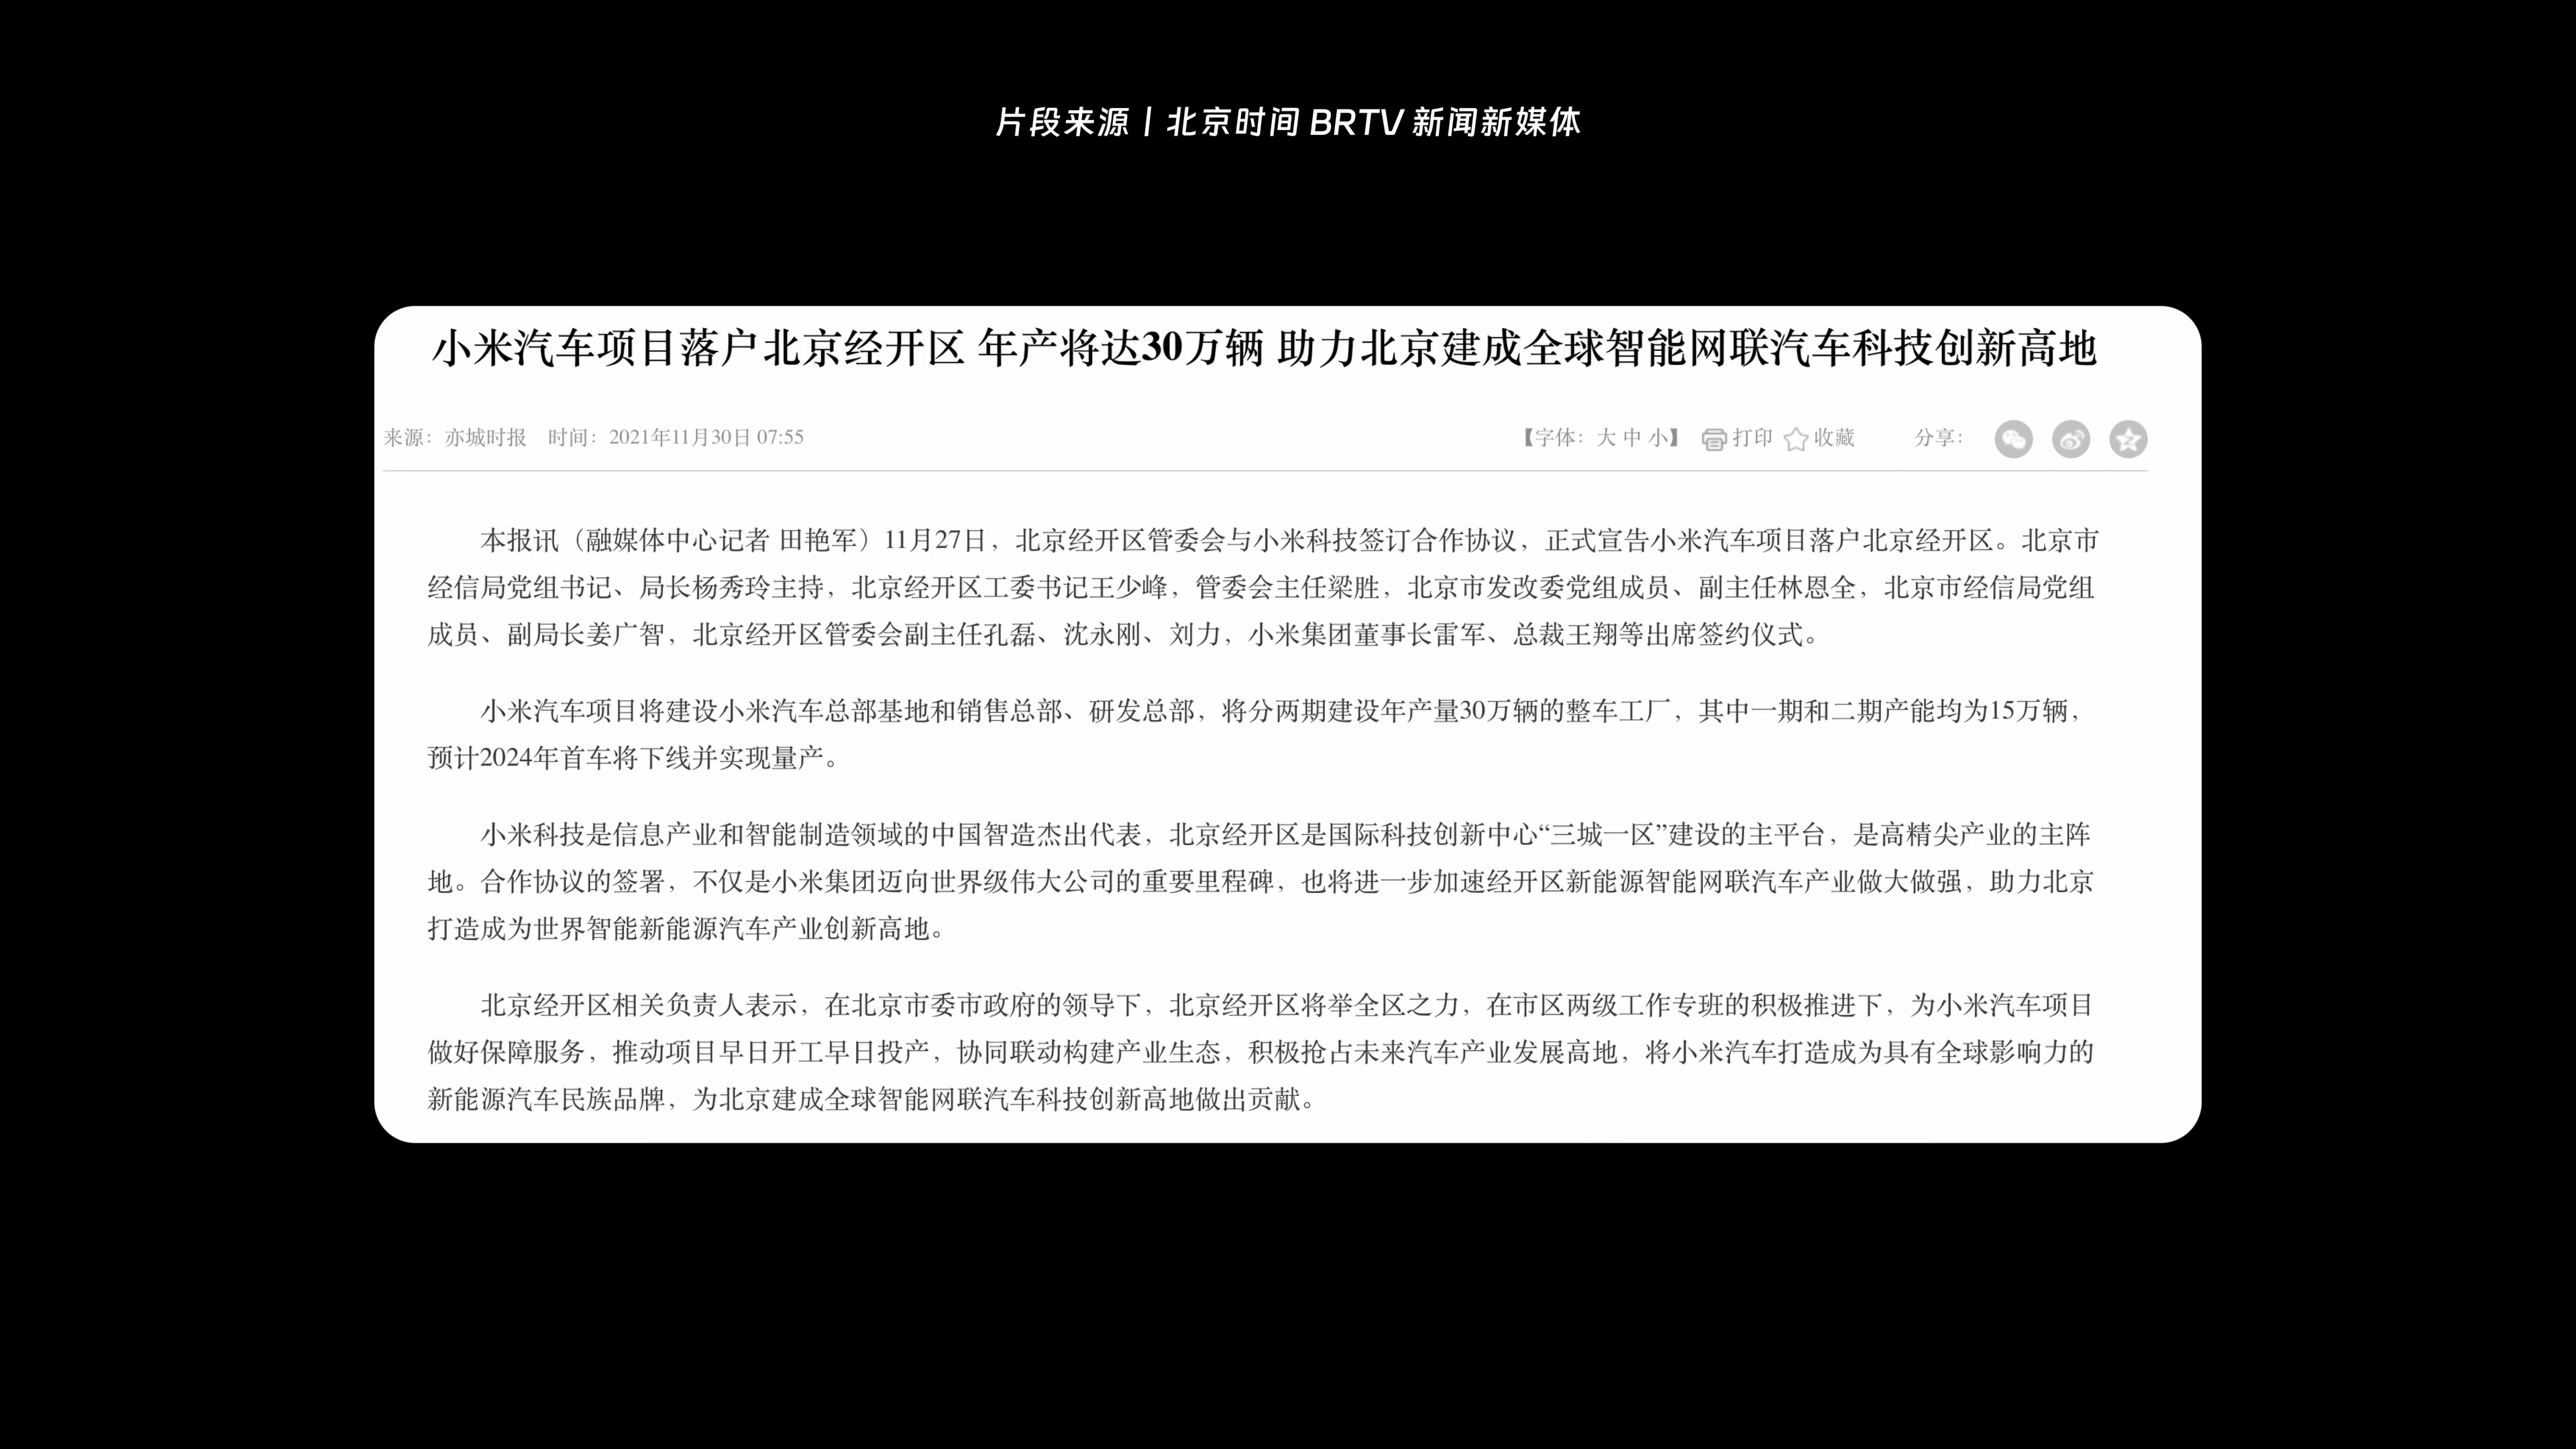 片段来源｜北京时间 BRTV 新闻新媒体
小米汽车项目落户北京经开区 年产将达30万辆 助力北京建成全球智能网联汽车科技创新高地
来源：亦城时报 时间：2021年11月30日 07:55 【字体：大 中 小】 打印 收藏 分享：
本报讯（融媒体中心记者 田艳军）11月27日，北京经开区管委会与小米科技签订合作协议，正式宣告小米汽车项目落户北京经开区。北京市
经信局党组书记、局长杨秀玲主持，北京经开区工委书记王少峰，管委会主任梁胜，北京市发改委党组成员、副主任林恩全，北京市经信局党组
成员、副局长姜广智，北京经开区管委会副主任孔磊、沈永刚、刘力，小米集团董事长雷军、总裁王翔等出席签约仪式。
小米汽车项目将建设小米汽车总部基地和销售总部、研发总部，将分两期建设年产量30万辆的整车工厂，其中一期和二期产能均为15万辆，
预计2024年首车将下线并实现量产。
小米科技是信息产业和智能制造领域的中国智造杰出代表，北京经开区是国际科技创新中心“三城一区”建设的主平台，是高精尖产业的主阵
地。合作协议的签署，不仅是小米集团迈向世界级伟大公司的重要里程碑，也将进一步加速经开区新能源智能网联汽车产业做大做强，助力北京
打造成为世界智能新能源汽车产业创新高地。
北京经开区相关负责人表示，在北京市委市政府的领导下，北京经开区将举全区之力，在市区两级工作专班的积极推进下，为小米汽车项目
做好保障服务，推动项目早日开工早日投产，协同联动构建产业生态，积极抢占未来汽车产业发展高地，将小米汽车打造成为具有全球影响力的
新能源汽车民族品牌，为北京建成全球智能网联汽车科技创新高地做出贡献。